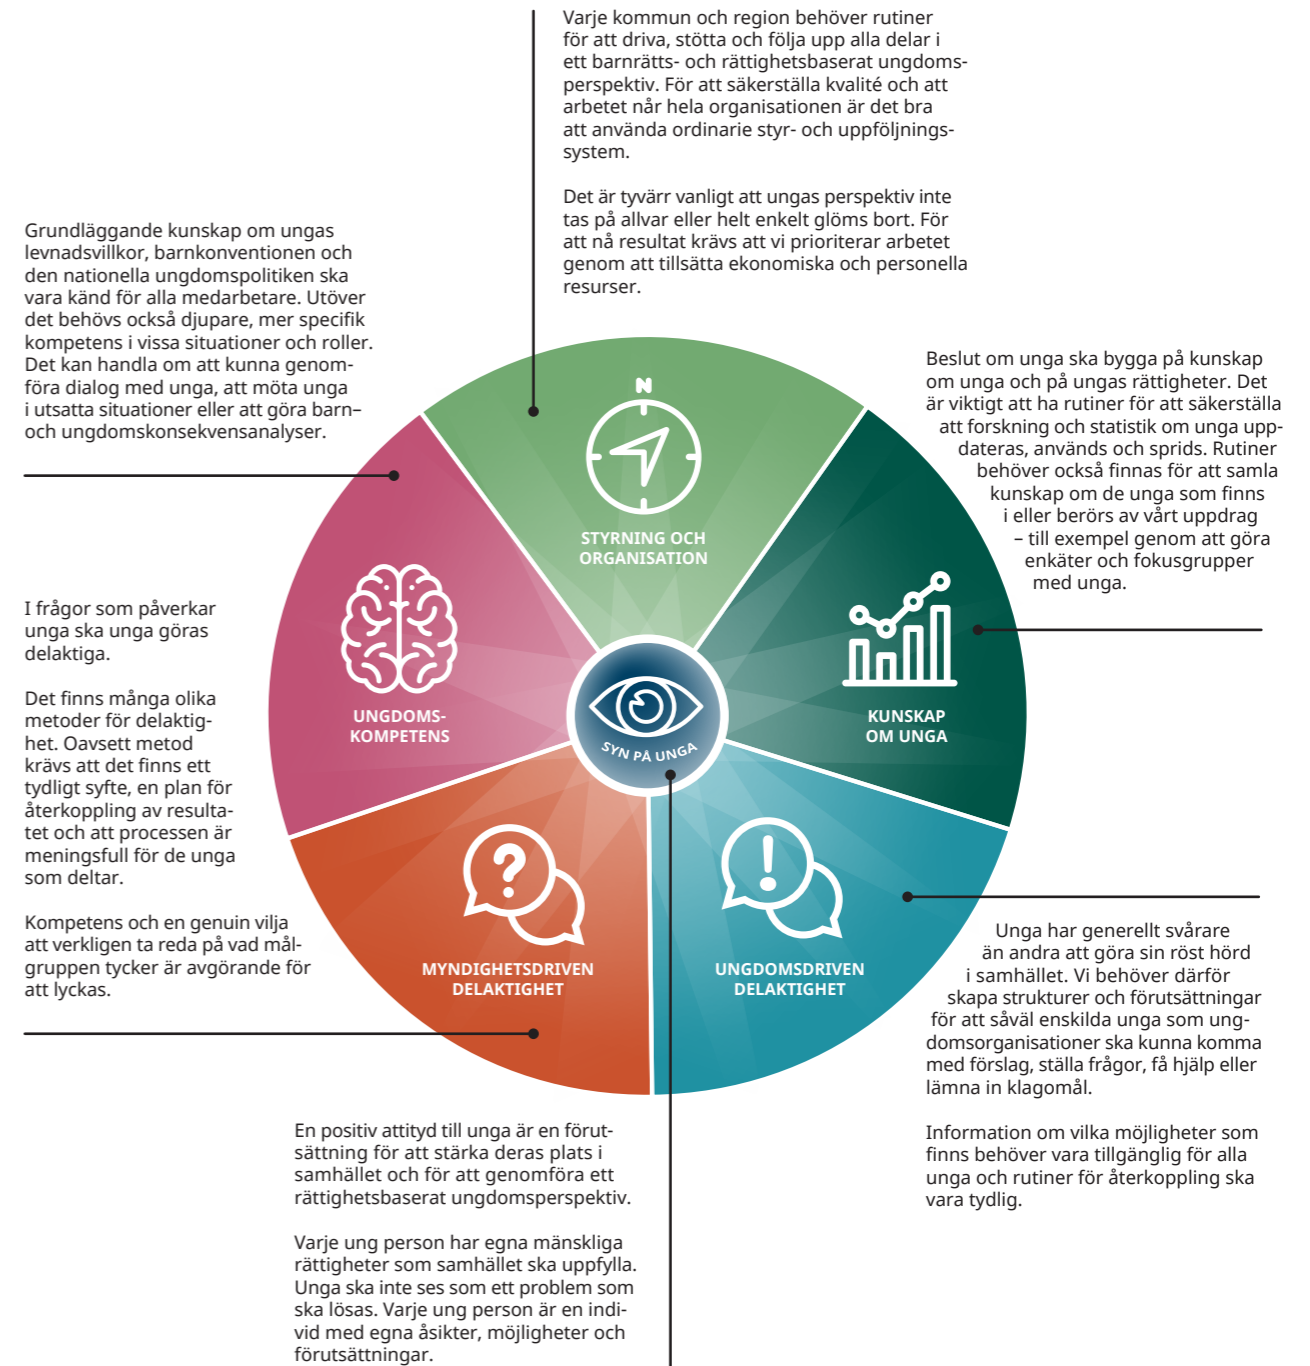 Varje kommun och region behöver rutiner
för att driva, stötta och följa upp alla delar i
ett barnrätts- och rättighetsbaserat ungdoms-
perspektiv. För att säkerställa kvalité och att
arbetet når hela organisationen är det bra
att använda ordinarie styr- och uppföljnings-
system.
Det är tyvärr vanligt att ungas perspektiv inte
tas på allvar eller helt enkelt glöms bort. För
att nå resultat krävs att vi prioriterar arbetet
genom att tillsätta ekonomiska och personella
resurser.
Grundläggande kunskap om ungas
levnadsvillkor, barnkonventionen och
den nationella ungdomspolitiken ska
vara känd för alla medarbetare. Utöver
det behövs också djupare, mer specifik
kompetens i vissa situationer och roller.
Det kan handla om att kunna genom-
föra dialog med unga, att möta unga
i utsatta situationer eller att göra barn–
och ungdomskonsekvensanalyser.
Beslut om unga ska bygga på kunskap
om unga och på ungas rättigheter. Det
är viktigt att ha rutiner för att säkerställa
att forskning och statistik om unga upp-
dateras, används och sprids. Rutiner
behöver också finnas för att samla
kunskap om de unga som finns
i eller berörs av vårt uppdrag
– till exempel genom att göra
enkäter och fokusgrupper
med unga.
N
STYRNING OCH
ORGANISATION
UNGDOMS-
KOMPETENS
KUNSKAP
OM UNGA
SYN PÅ UNGA
MYNDIGHETSDRIVEN
DELAKTIGHET
UNGDOMSDRIVEN
DELAKTIGHET
I frågor som påverkar
unga ska unga göras
delaktiga.
Det finns många olika
metoder för delaktig-
het. Oavsett metod
krävs att det finns ett
tydligt syfte, en plan för
återkoppling av resulta-
tet och att processen är
meningsfull för de unga
som deltar.
Kompetens och en genuin vilja
att verkligen ta reda på vad mål-
gruppen tycker är avgörande för
att lyckas.
Unga har generellt svårare
än andra att göra sin röst hörd
i samhället. Vi behöver därför
skapa strukturer och förutsättningar
för att såväl enskilda unga som ung-
domsorganisationer ska kunna komma
med förslag, ställa frågor, få hjälp eller
lämna in klagomål.
Information om vilka möjligheter som
finns behöver vara tillgänglig för alla
unga och rutiner för återkoppling ska
vara tydlig.
En positiv attityd till unga är en förut-
sättning för att stärka deras plats i
samhället och för att genomföra ett
rättighetsbaserat ungdomsperspektiv.
Varje ung person har egna mänskliga
rättigheter som samhället ska uppfylla.
Unga ska inte ses som ett problem som
ska lösas. Varje ung person är en indi-
vid med egna åsikter, möjligheter och
förutsättningar.